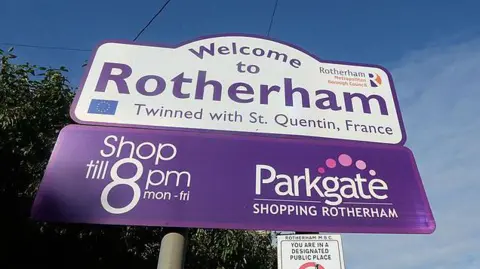 Welcome
to
Rotherham
Rotherham
Metropolitan
Borough Council
Twinned with St. Quentin, France
Shop
till 8pm
mon - fri
Parkgate
SHOPPING ROTHERHAM
ROTHERHAM M.B.C.
YOU ARE IN A
DESIGNATED
PUBLIC PLACE